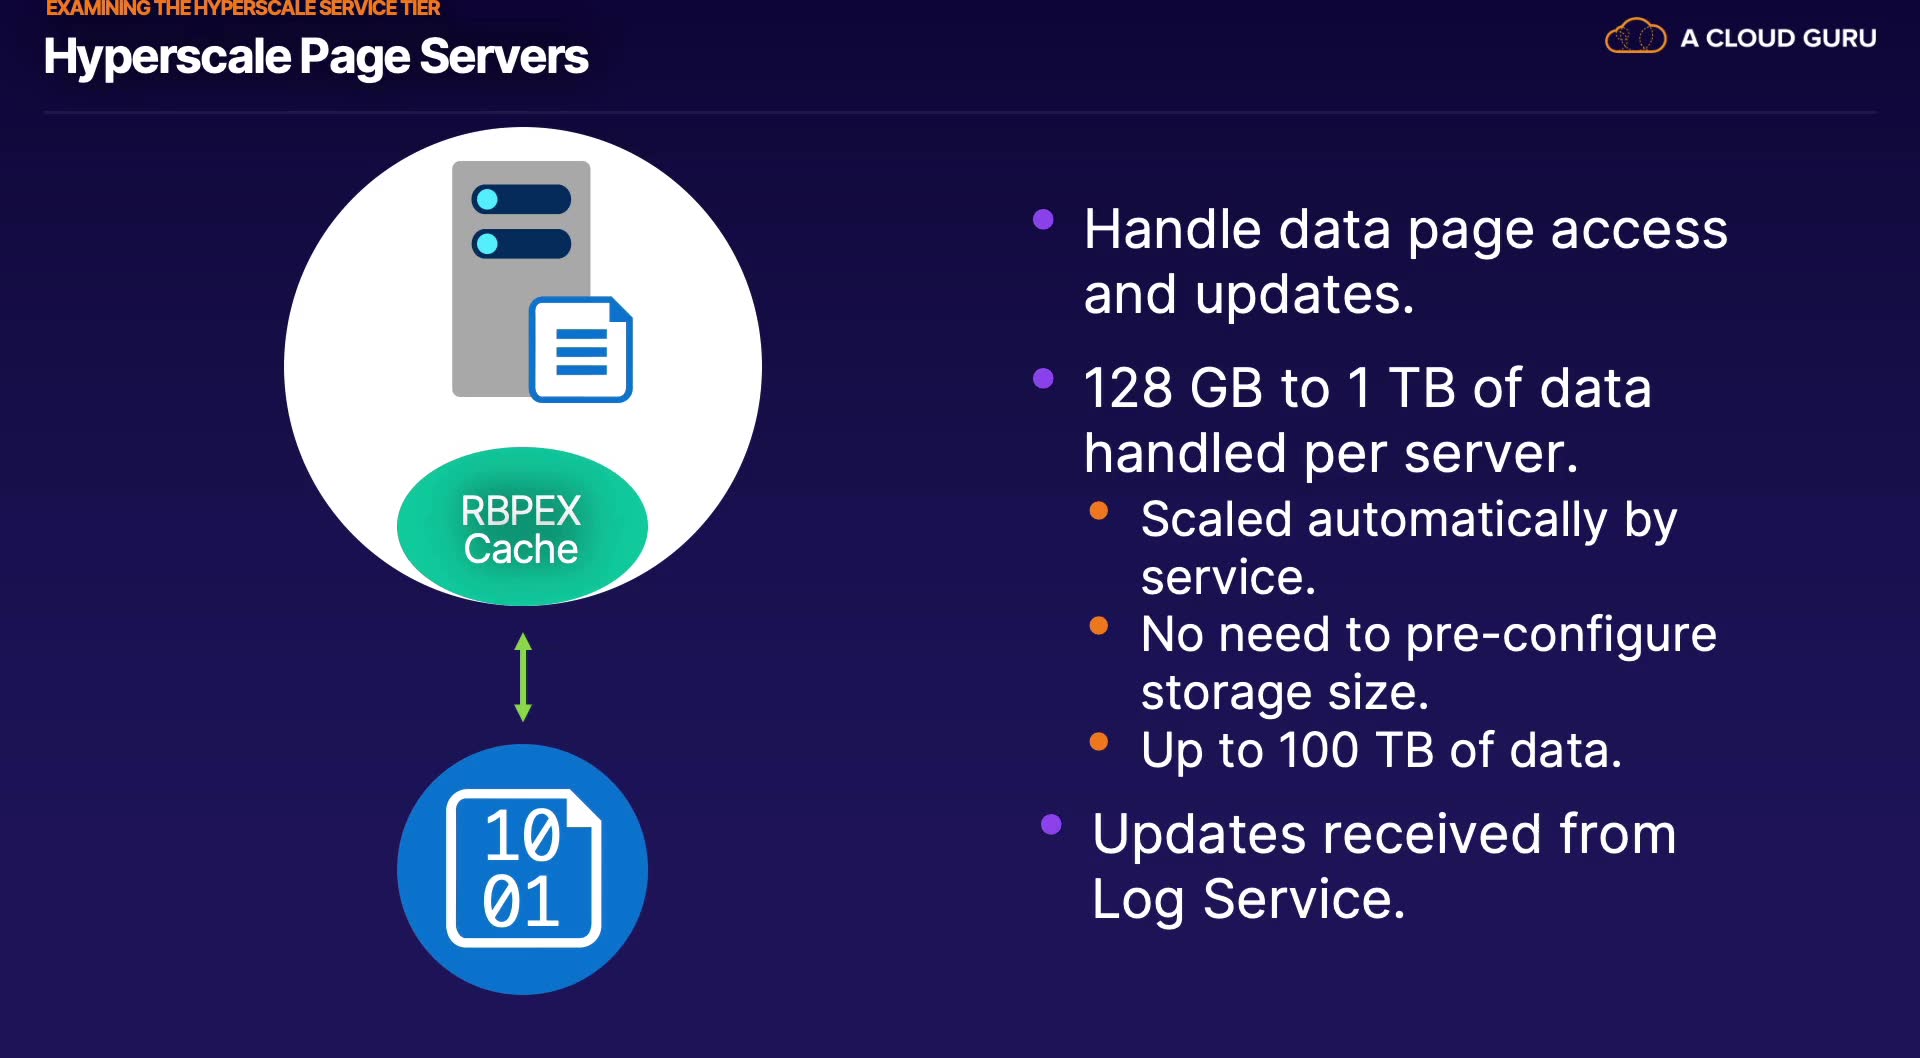 EXAMINING THE HYPERSCALE SERVICE TIER
Hyperscale Page Servers
A CLOUD GURU
RBPEX
Cache
10
01
Handle data page access
and updates.
128 GB to 1 TB of data
handled per server.
Scaled automatically by
service.
No need to pre-configure
storage size.
Up to 100 TB of data.
Updates received from
Log Service.